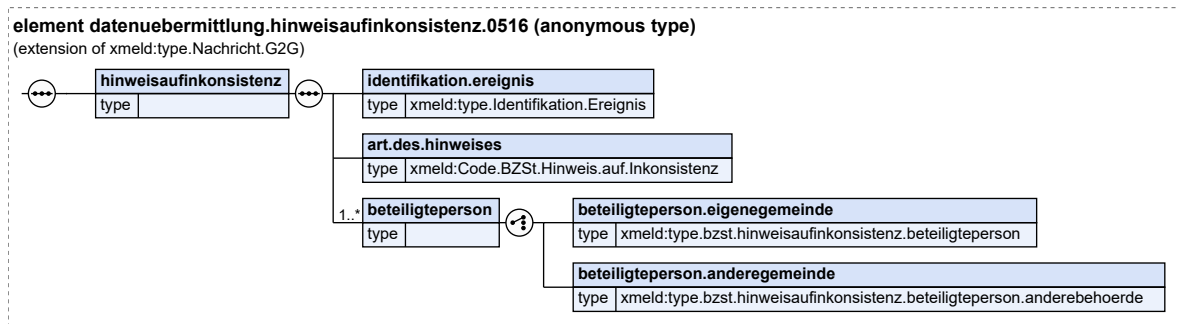 element datenuebermittlung.hinweisaufinkonsistenz.0516 (anonymous type)
(extension of xmeld:type.Nachricht.G2G)
hinweisaufinkonsistenz
type
identifikation.ereignis
type xmeld:type.Identifikation.Ereignis
art.des.hinweises
type xmeld:Code.BZSt.Hinweis.auf.Inkonsistenz
1..*
beteiligteperson
type
beteiligteperson.eigenegemeinde
type xmeld:type.bzst.hinweisaufinkonsistenz.beteiligteperson
beteiligteperson.anderegemeinde
type xmeld:type.bzst.hinweisaufinkonsistenz.beteiligteperson.anderebehoerde